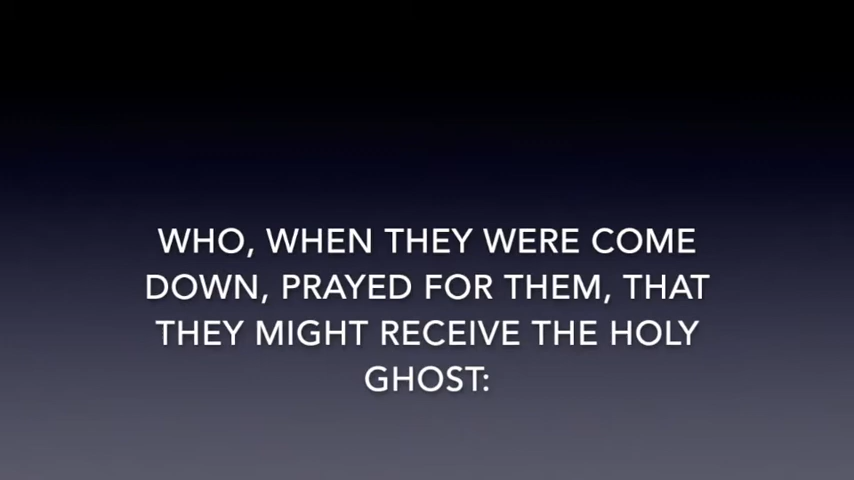 WHO, WHEN THEY WERE COME
DOWN, PRAYED FOR THEM, THAT
THEY MIGHT RECEIVE THE HOLY
GHOST: